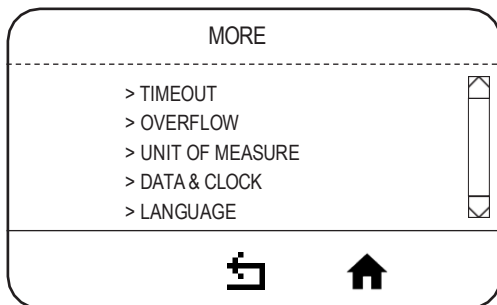 MORE
> TIMEOUT
> OVERFLOW
> UNIT OF MEASURE
> DATA & CLOCK
> LANGUAGE